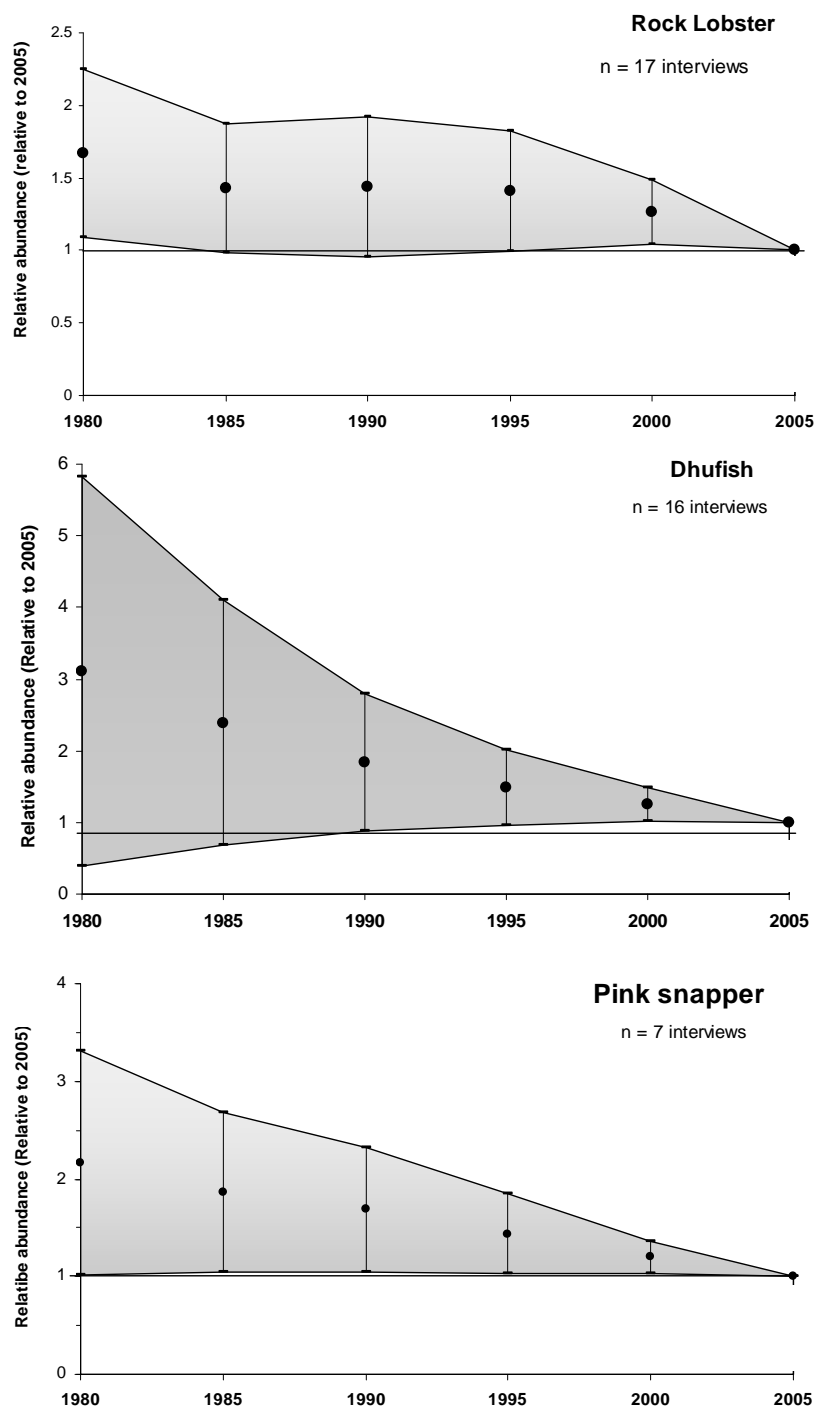 Rock Lobster
n = 17 interviews
Relative abundance (relative to 2005)
2.5
2
1.5
1
0.5
0
1980 1985 1990 1995 2000 2005
Dhufish
n = 16 interviews
Relative abundance (Relative to 2005)
6
5
4
3
2
1
0
1980 1985 1990 1995 2000 2005
Pink snapper
n = 7 interviews
Relatibe abundance (Relative to 2005)
4
3
2
1
0
1980 1985 1990 1995 2000 2005